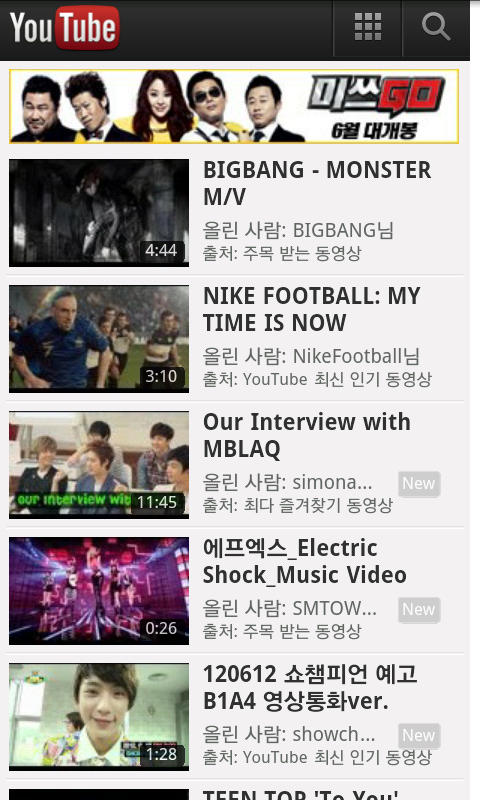 YouTube
미쓰GO
6월 대개봉
BIGBANG - MONSTER
M/V
올린 사람: BIGBANG님
4:44
출처: 주목 받는 동영상
NIKE FOOTBALL: MY
TIME IS NOW
올린 사람: NikeFootball님
3:10
출처: YouTube 최신 인기 동영상
Our Interview with
MBLAQ
올린 사람: simona... New
our interview wit
11:45
출처: 최다 즐겨찾기 동영상
에프엑스_Electric
Shock_Music Video
올린 사람: SMTOW... New
0:26
출처: 주목 받는 동영상
120612 쇼챔피언 예고
B1A4 영상통화ver.
올린 사람: showch... New
1:28
출처: YouTube 최신 인기 동영상
TEEN TOP 'To You'